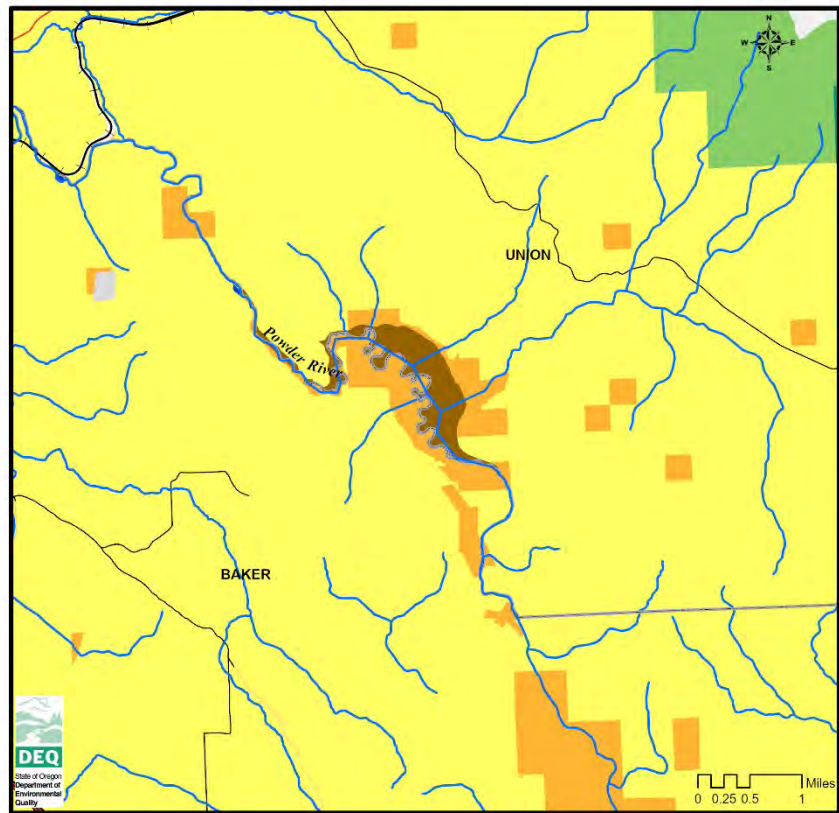 N
W E
S
UNION
Powder River
BAKER
DEQ
State of Oregon
Department of
Environmental
Quality
Miles
0 0.25 0.5 1